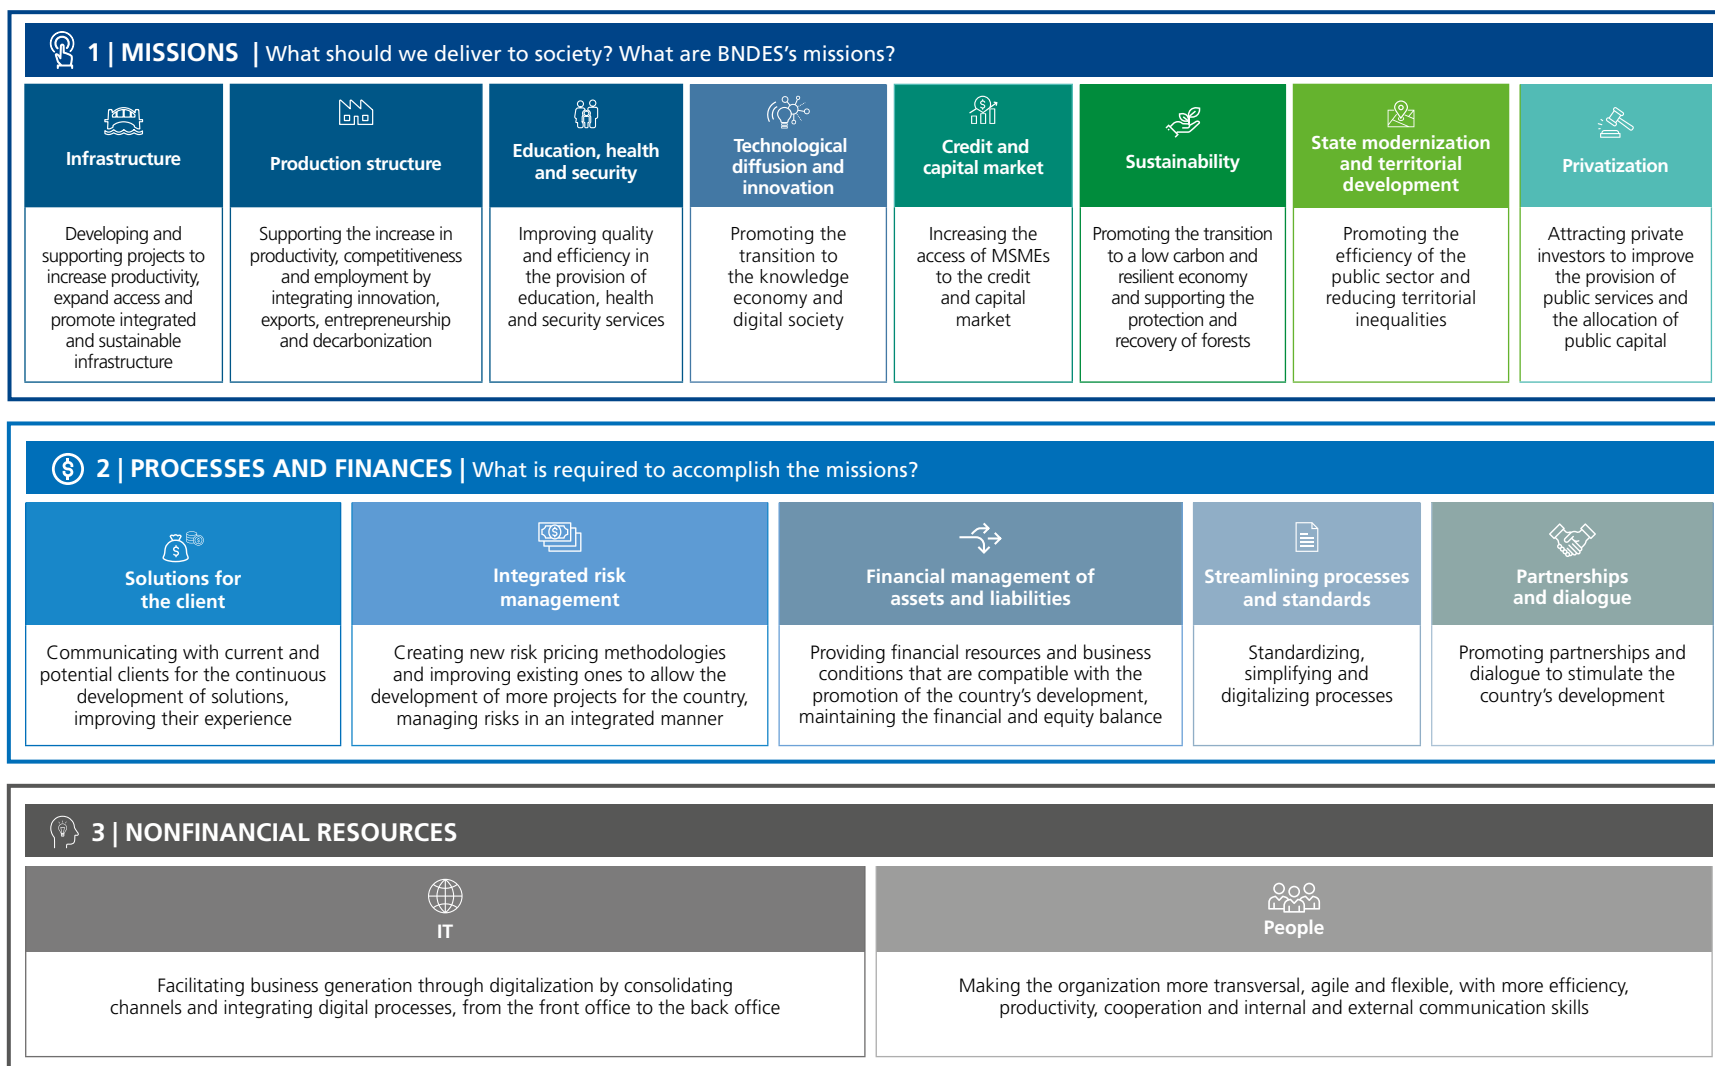 1 | MISSIONS | What should we deliver to society? What are BNDES's missions?
Infrastructure
Developing and
supporting projects to
increase productivity,
expand access and
promote integrated
and sustainable
infrastructure
Production structure
Supporting the increase in
productivity, competitiveness
and employment by
integrating innovation,
exports, entrepreneurship
and decarbonization
Education, health
and security
Improving quality
and efficiency in
the provision of
education, health
and security services
Technological
diffusion and
innovation
Promoting the
transition to
the knowledge
economy and
digital society
Credit and
capital market
Increasing the
access of MSMEs
to the credit
and capital
market
Sustainability
Promoting the transition
to a low carbon and
resilient economy
and supporting the
protection and
recovery of forests
State modernization
and territorial
development
Promoting the
efficiency of the
public sector and
reducing territorial
inequalities
Privatization
Attracting private
investors to improve
the provision of
public services and
the allocation of
public capital
2 | PROCESSES AND FINANCES | What is required to accomplish the missions?
Solutions for
the client
Communicating with current and
potential clients for the continuous
development of solutions,
improving their experience
Integrated risk
management
Creating new risk pricing methodologies
and improving existing ones to allow the
development of more projects for the country,
managing risks in an integrated manner
Financial management of
assets and liabilities
Providing financial resources and business
conditions that are compatible with the
promotion of the country's development,
maintaining the financial and equity balance
Streamlining processes
and standards
Standardizing,
simplifying and
digitalizing processes
Partnerships
and dialogue
Promoting partnerships and
dialogue to stimulate the
country's development
3 | NONFINANCIAL RESOURCES
IT
Facilitating business generation through digitalization by consolidating
channels and integrating digital processes, from the front office to the back office
People
Making the organization more transversal, agile and flexible, with more efficiency,
productivity, cooperation and internal and external communication skills